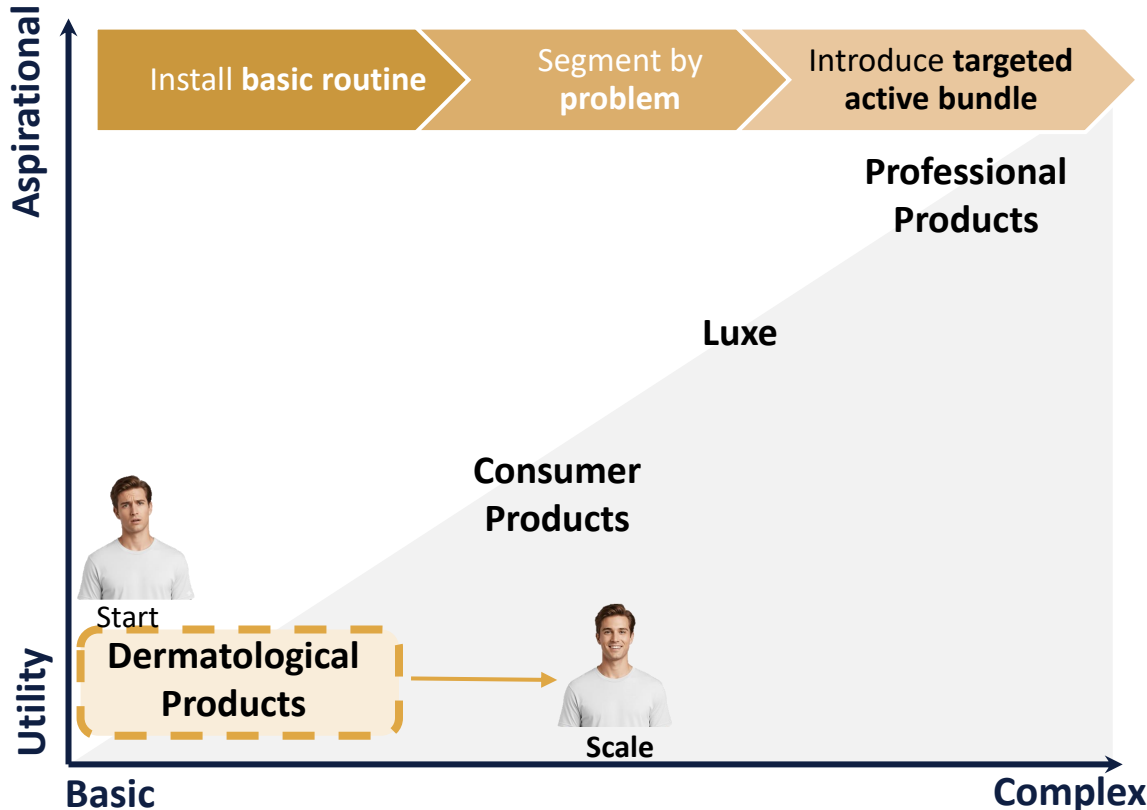 Aspirational
Install basic routine
Segment by
problem
Introduce targeted
active bundle
Professional
Products
Luxe
Consumer
Products
Start
Dermatological
Products
Scale
Utility
Basic
Complex